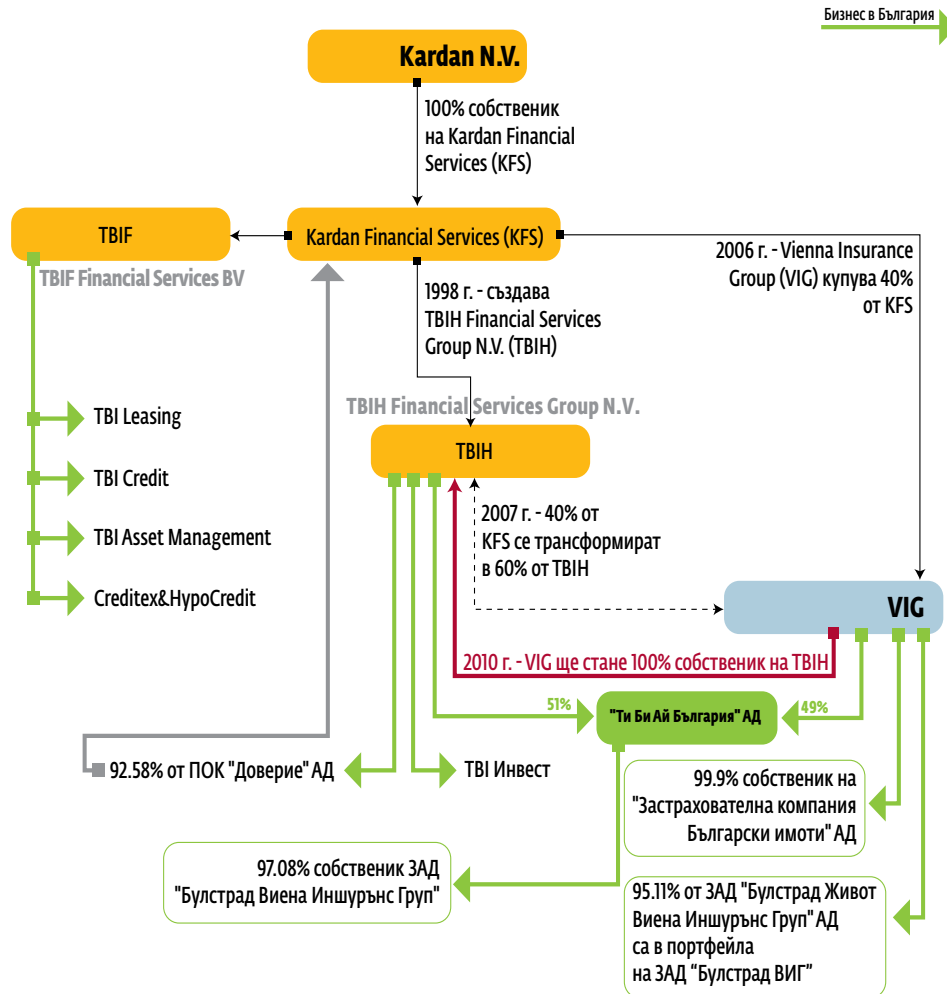 Бизнес в България
Kardan N.V.
100% собственик
на Kardan Financial
Services (KFS)
TBIF
Kardan Financial Services (KFS)
TBIF Financial Services BV
2006 г. - Vienna Insurance
Group (VIG) купува 40%
от KFS
1998 г. - създава
TBIH Financial Services
Group N.V. (TBIH)
TBIH Financial Services Group N.V.
TBIH
TBI Leasing
TBI Credit
TBI Asset Management
Creditex&HypoCredit
2007 г. - 40% от
KFS се трансформират
в 60% от TBIH
VIG
2010 г. - VIG ще стане 100% собственик на TBIH
51%
"Ти Би Ай България" АД
49%
92.58% от ПОК "Доверие" АД
TBI Инвест
99.9% собственик на
"Застрахователна компания
Български имоти" АД
97.08% собственик ЗАД
"Булстрад Виена Иншурънс Груп"
95.11% от ЗАД "Булстрад Живот
Виена Иншурънс Груп" АД
са в портфейла
на ЗАД “Булстрад ВИГ”